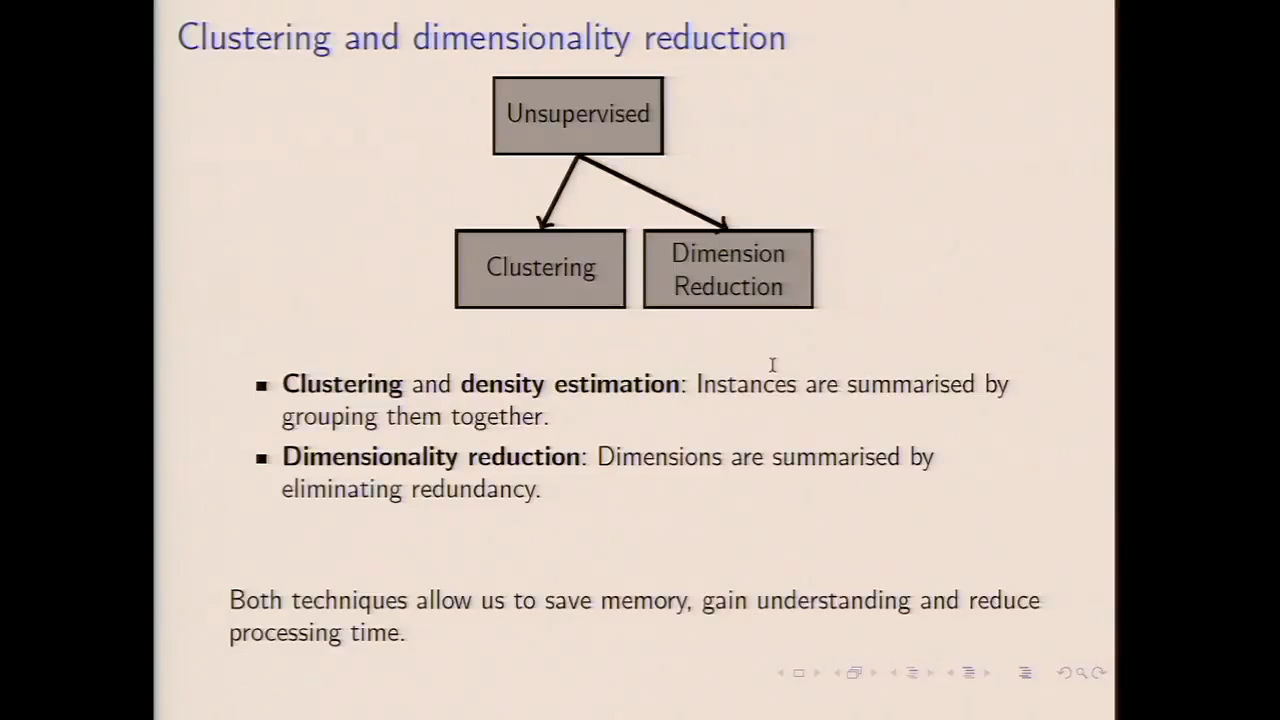 Clustering and dimensionality reduction
Unsupervised
Clustering
Dimension
Reduction
Clustering and density estimation: Instances are summarised by
grouping them together.
Dimensionality reduction: Dimensions are summarised by
eliminating redundancy.
Both techniques allow us to save memory, gain understanding and reduce
processing time.